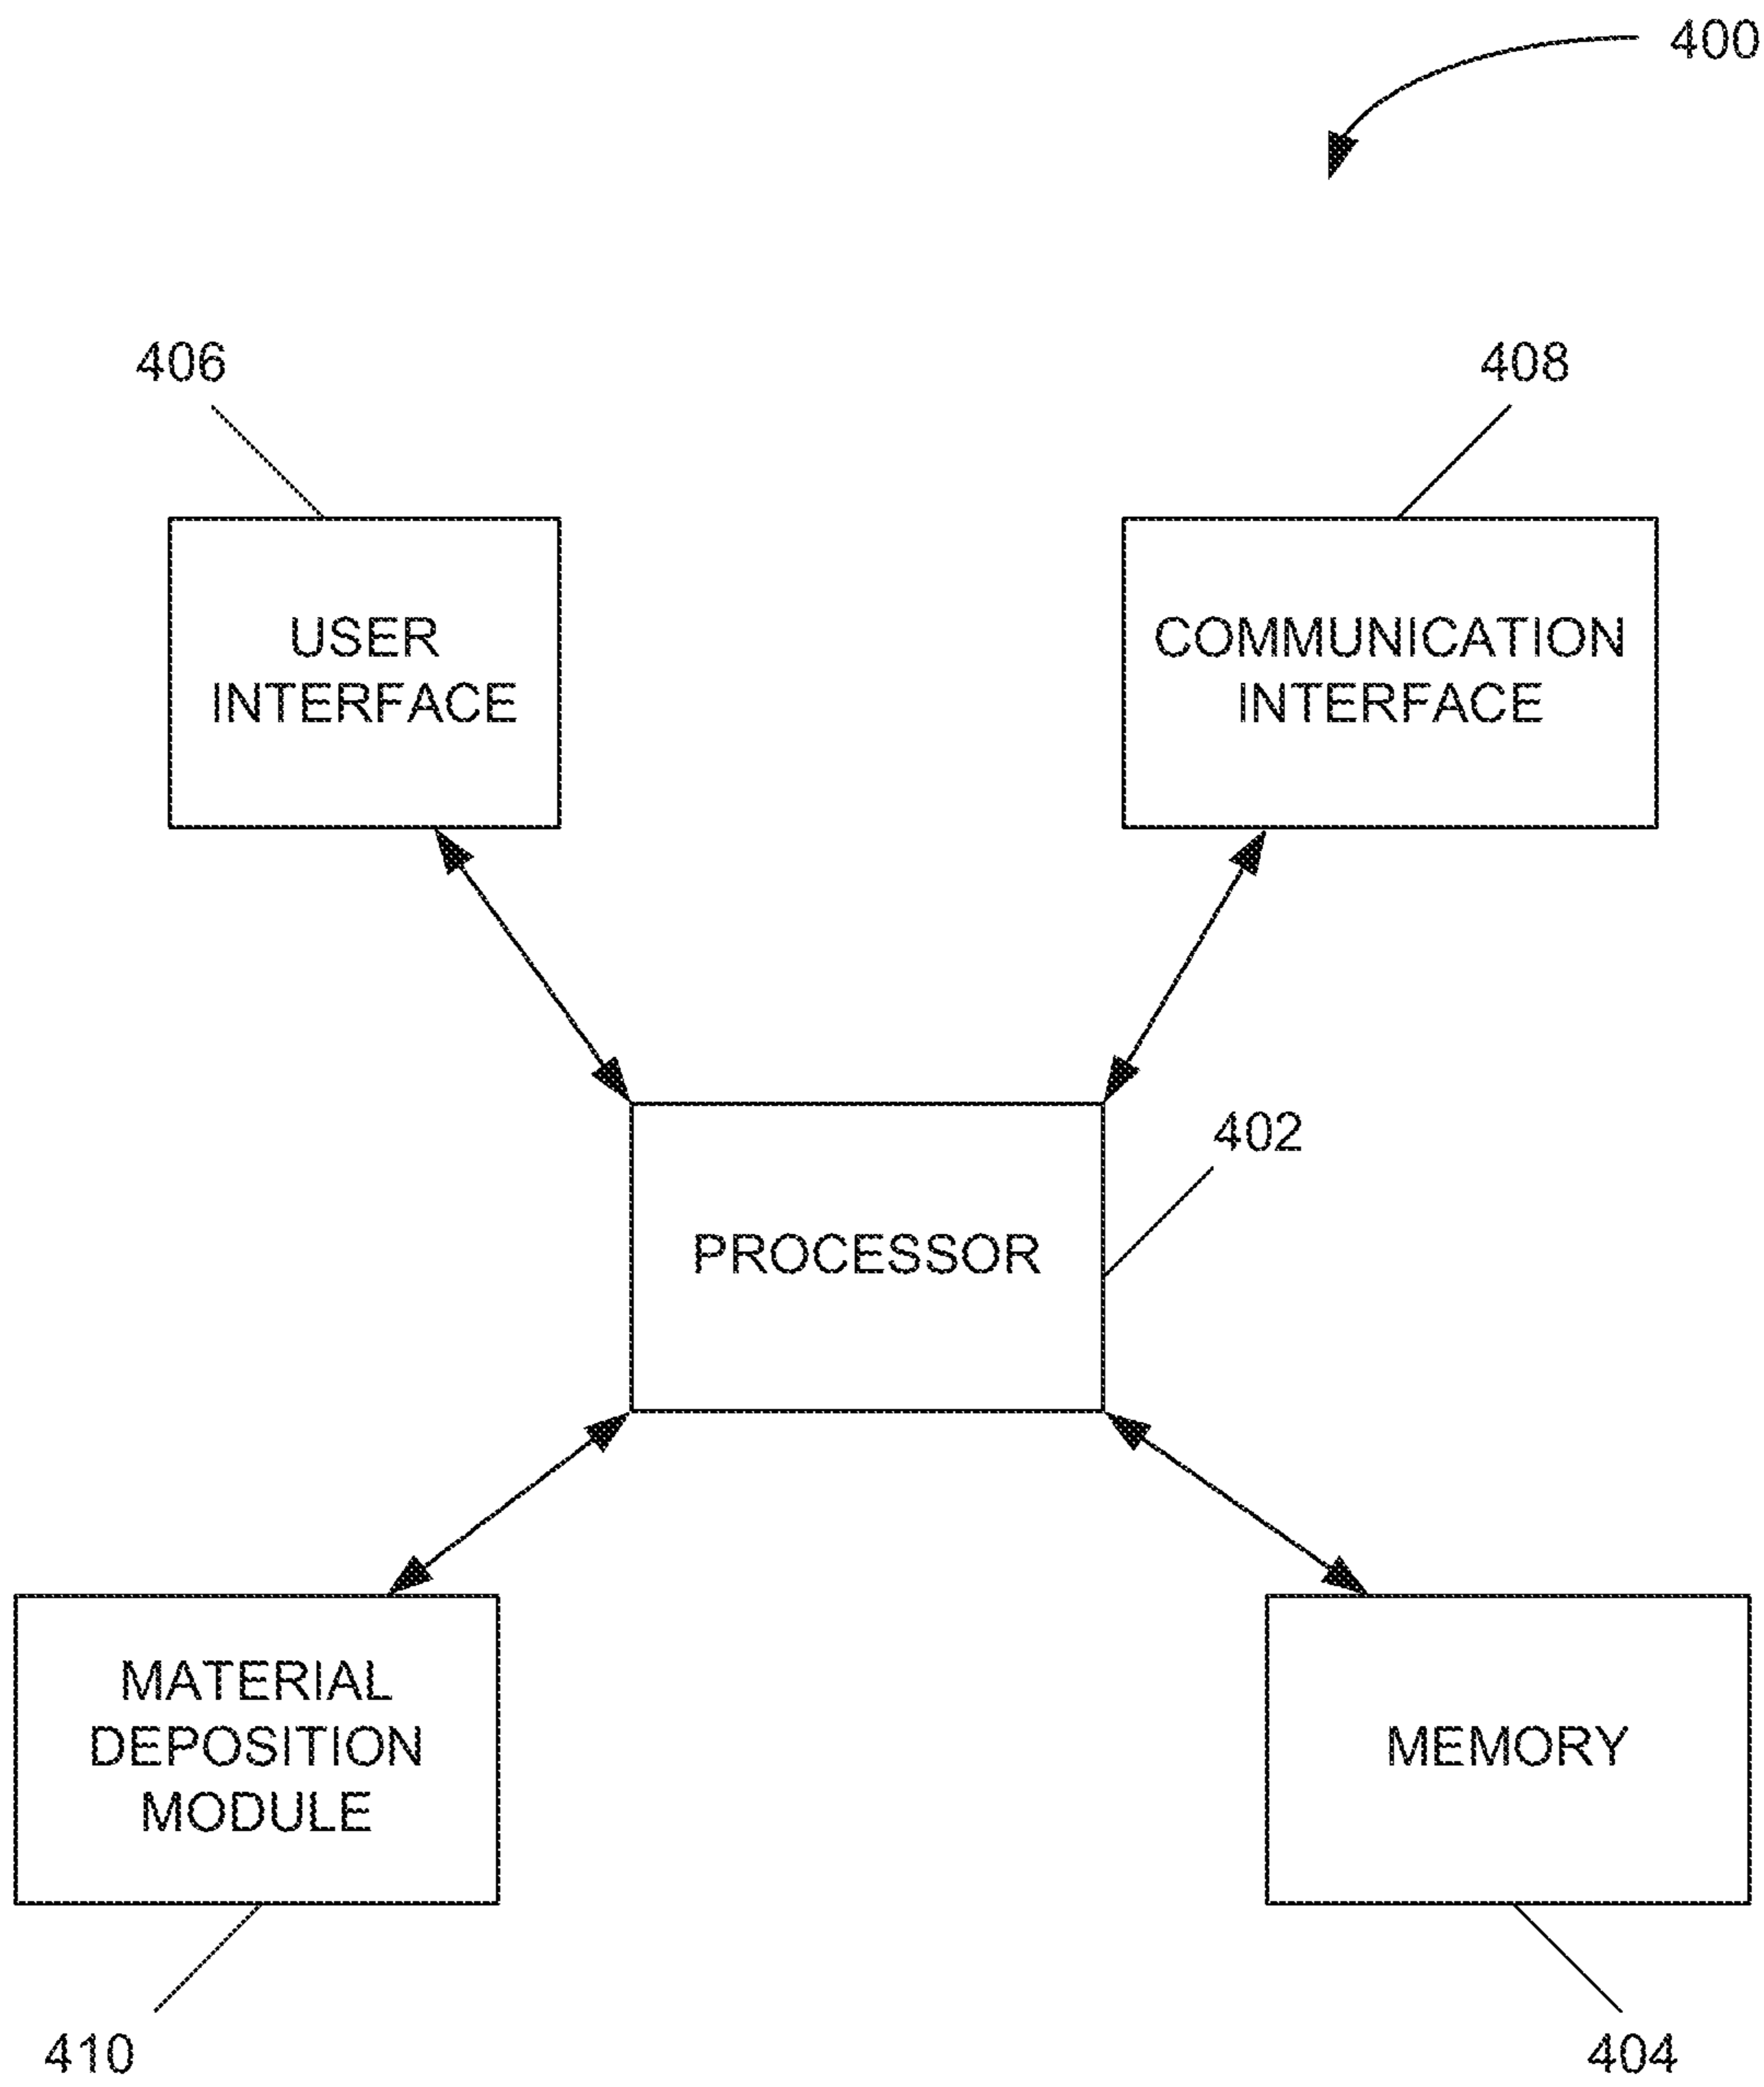 400
406
408
USER
INTERFACE
COMMUNICATION
INTERFACE
402
PROCESSOR
MATERIAL
DEPOSITION
MODULE
MEMORY
410
404